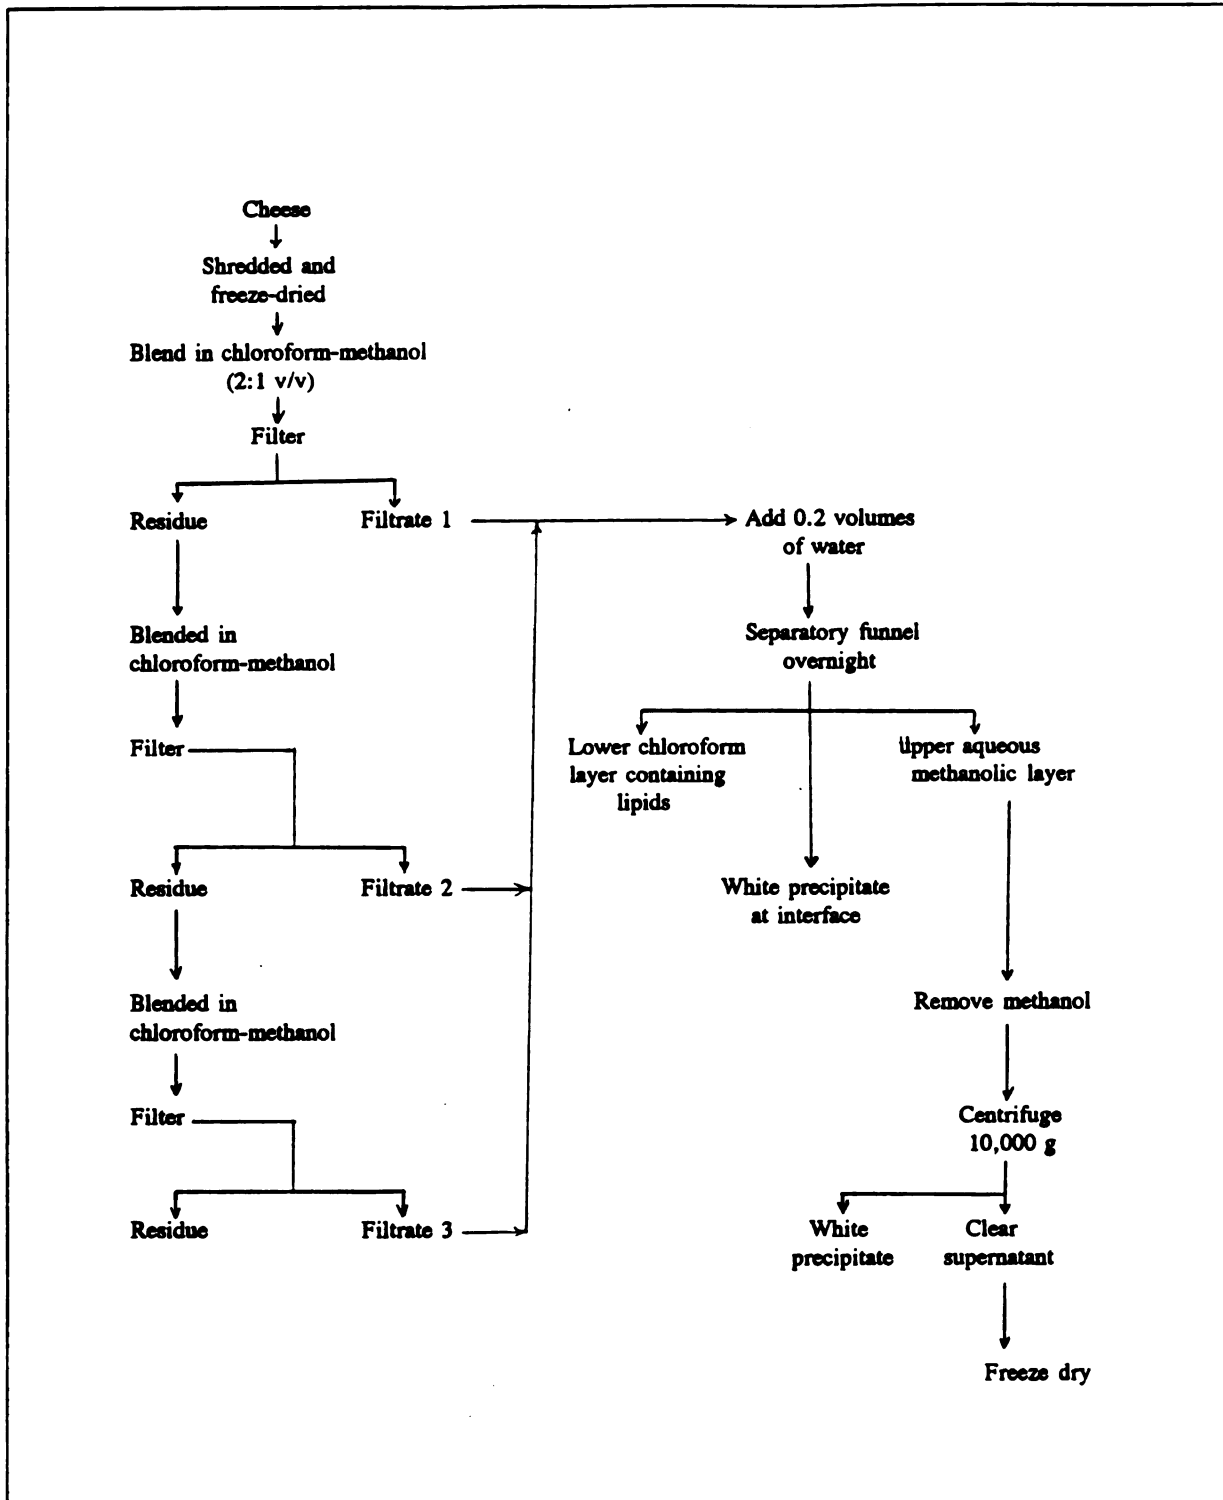 Cheese
Shredded and
freeze-dried
Blend in chloroform-methanol
(2:1 v/v)
Filter
Residue
Filtrate 1
Add 0.2 volumes
of water
Blended in
chloroform-methanol
Separatory funnel
overnight
Filter
Lower chloroform
layer containing
lipids
Upper aqueous
methanolic layer
White precipitate
at interface
Residue
Filtrate 2
Blended in
chloroform-methanol
Remove methanol
Filter
Centrifuge
10,000 g
Residue
Filtrate 3
White
precipitate
Clear
supernatant
Freeze dry